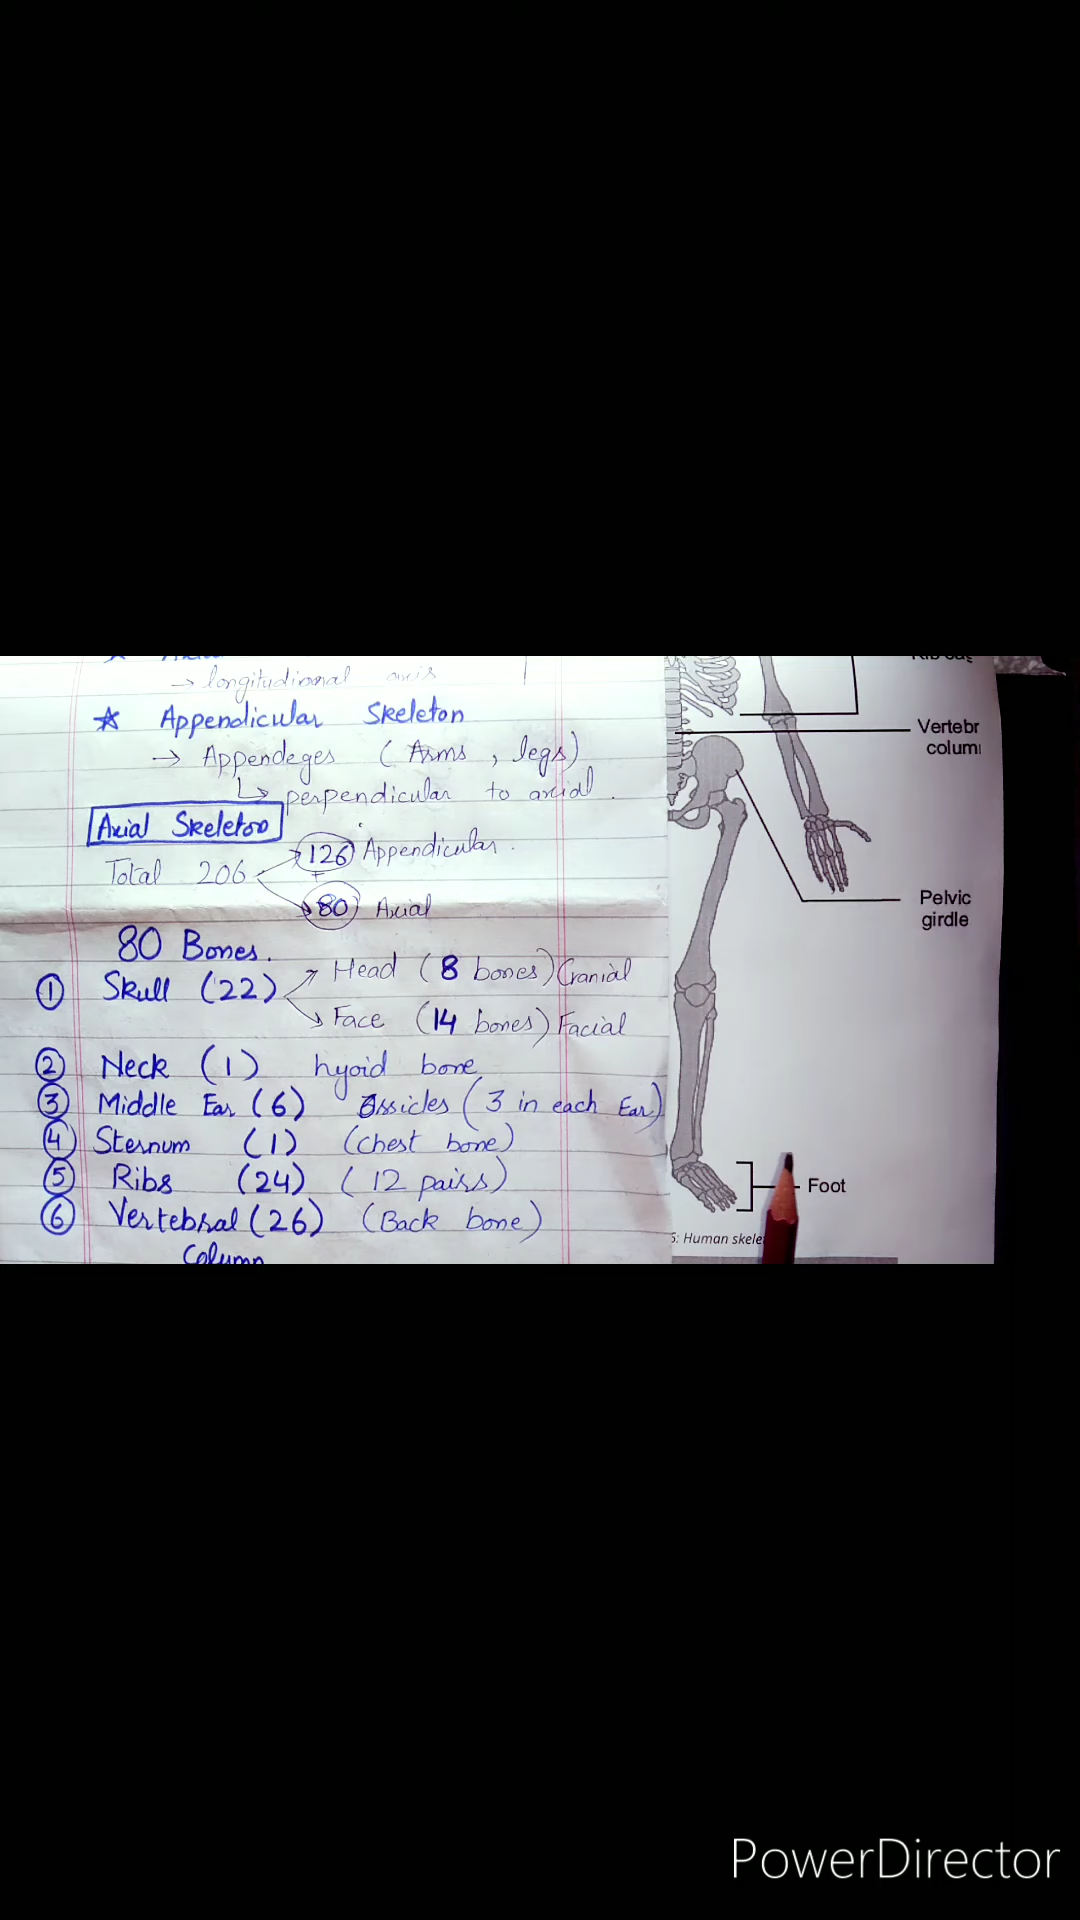 → longitudional axis
★ Appendicular Skeleton
→ Appendeges (Arms, legs)
↳ perpendicular to axial.
Axial Skeleton
Total 206
→ 126 Appendicular.
→ 80 Axial
80 Bones.
① Skull (22)
↗ Head (8 bones) Cranial
↘ Face (14 bones) Facial
② Neck (1) hyoid bone
③ Middle Ear (6) Ossicles (3 in each Ear)
④ Sternum (1) (Chest bone)
⑤ Ribs (24) (12 pairs)
⑥ Vertebral (26) (Back bone)
Column
Vertebr
colum
Pelvic
girdle
Foot
5: Human skele
PowerDirector